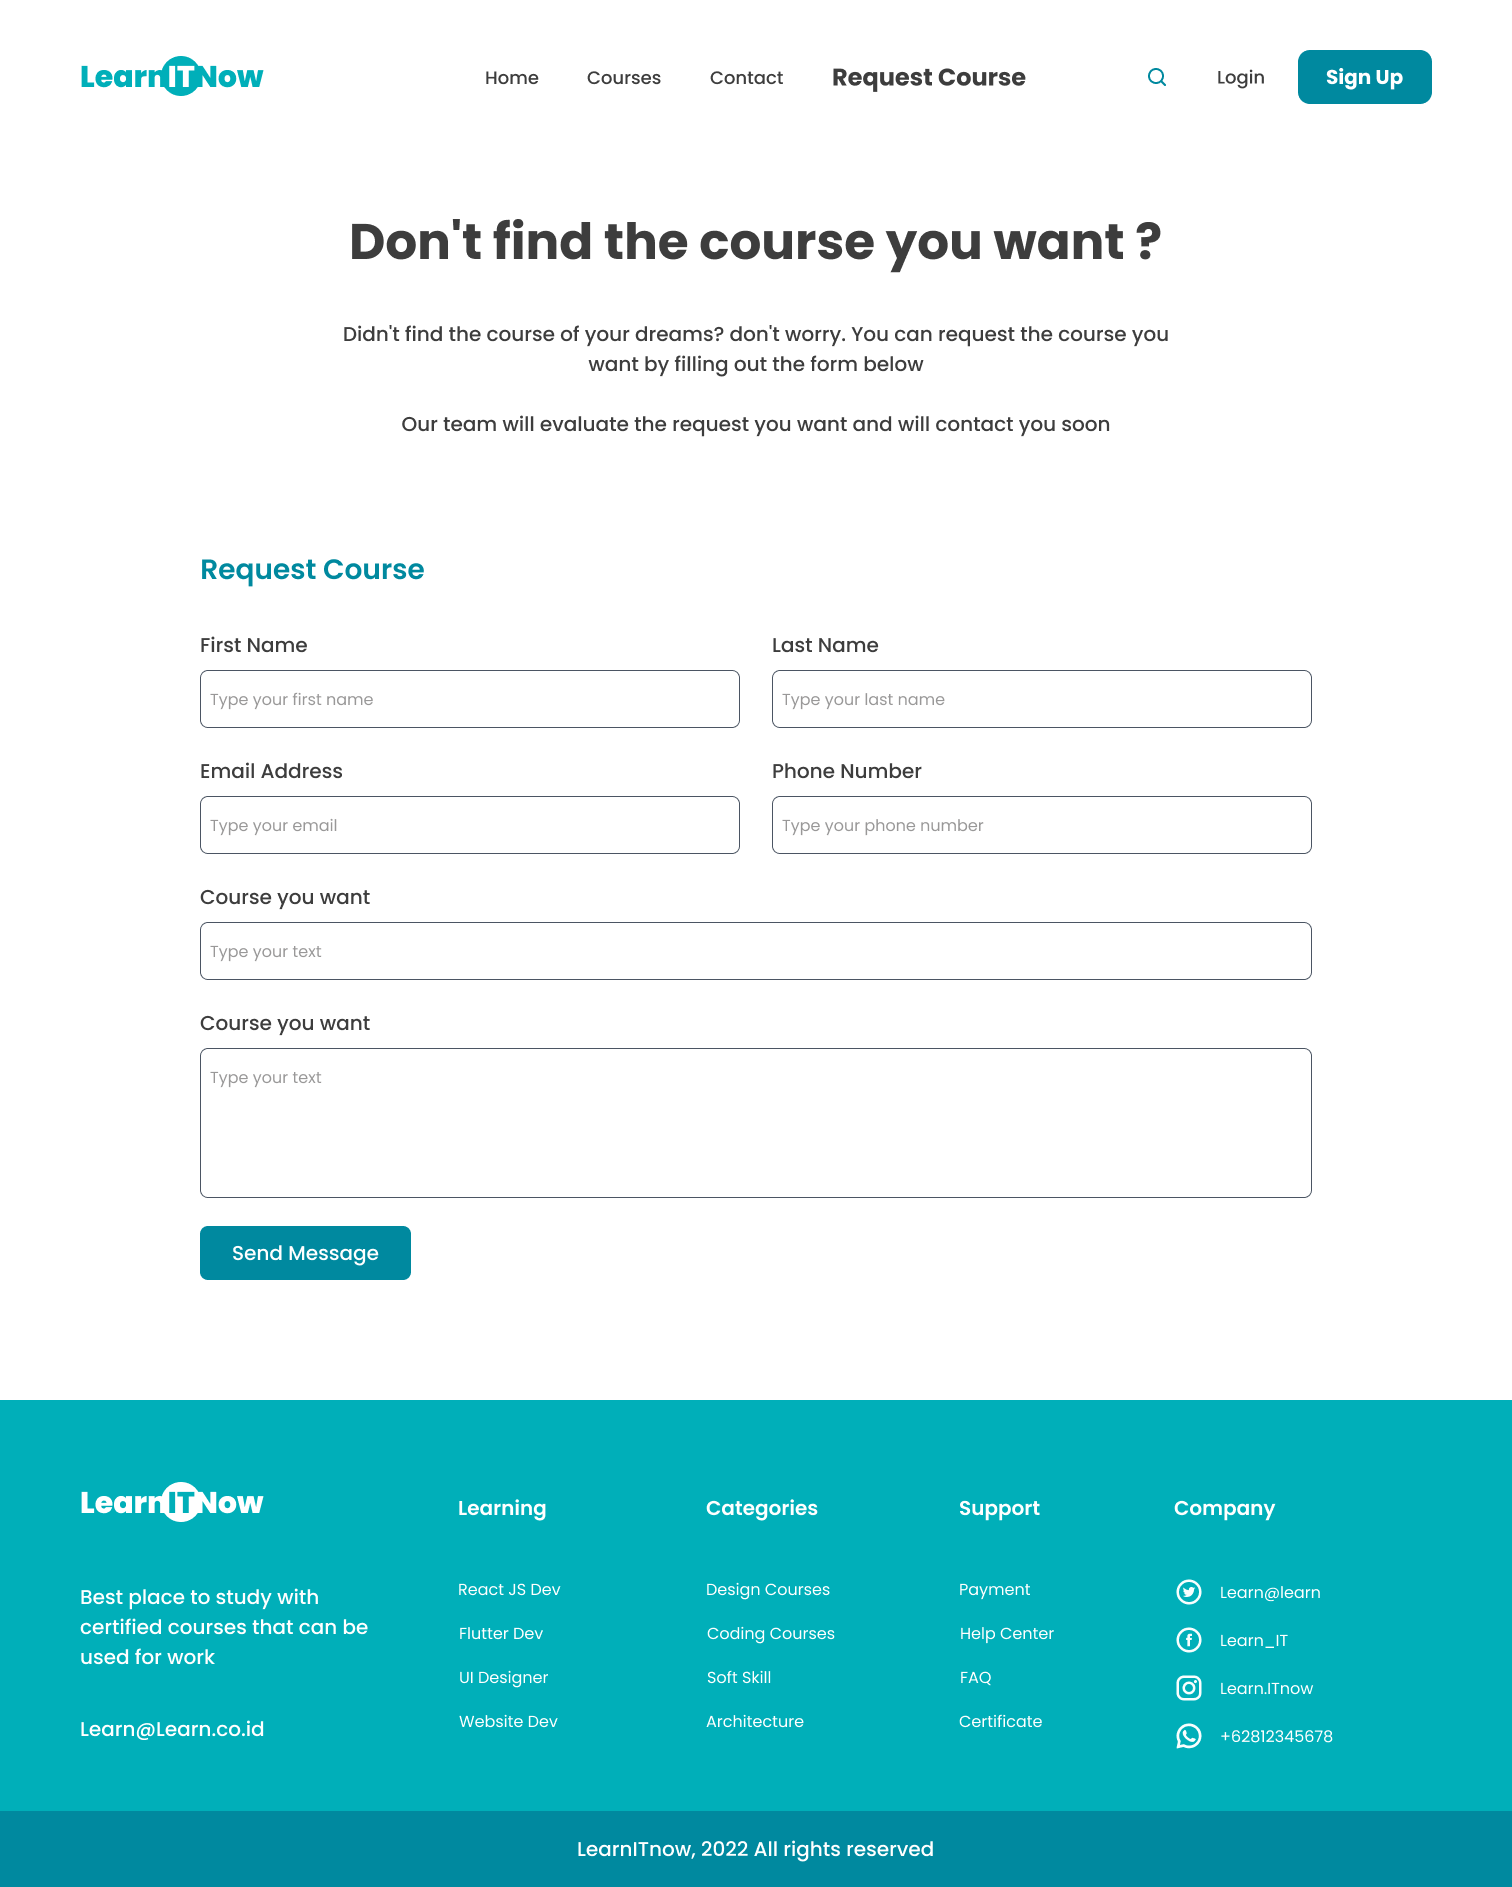 LearnITNow
Home Courses Contact Request Course Login Sign Up
Don't find the course you want ?
Didn't find the course of your dreams? don't worry. You can request the course you
want by filling out the form below
Our team will evaluate the request you want and will contact you soon
Request Course
First Name Last Name
Type your first name Type your last name
Email Address Phone Number
Type your email Type your phone number
Course you want
Type your text
Course you want
Type your text
Send Message
LearnITNow
Best place to study with
certified courses that can be
used for work
Learn@Learn.co.id
Learning
React JS Dev
Flutter Dev
UI Designer
Website Dev
Categories
Design Courses
Coding Courses
Soft Skill
Architecture
Support
Payment
Help Center
FAQ
Certificate
Company
Learn@learn
Learn_IT
Learn.ITnow
+62812345678
LearnITnow, 2022 All rights reserved